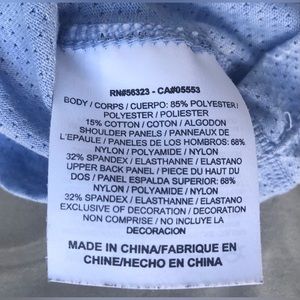 RN#56323 - CA#05553
BODY / CORPS / CUERPO: 85% POLYESTER /
POLYESTER / POLIESTER
15% COTTON / COTON / ALGODON
SHOULDER PANELS / PANNEAUX DE
L'EPAULE / PANELES DE LOS HOMBROS: 68%
NYLON / POLYAMIDE / NYLON
32% SPANDEX / ELASTHANNE / ELASTANO
UPPER BACK PANEL / PIECE DU HAUT DU
DOS / PANEL ESPALDA SUPERIOR: 68%
NYLON / POLYAMIDE / NYLON
32% SPANDEX / ELASTHANNE / ELASTANO
EXCLUSIVE OF DECORATION / DECORATION
NON COMPRISE / NO INCLUYE LA
DECORACION
MADE IN CHINA/FABRIQUE EN
CHINE/HECHO EN CHINA